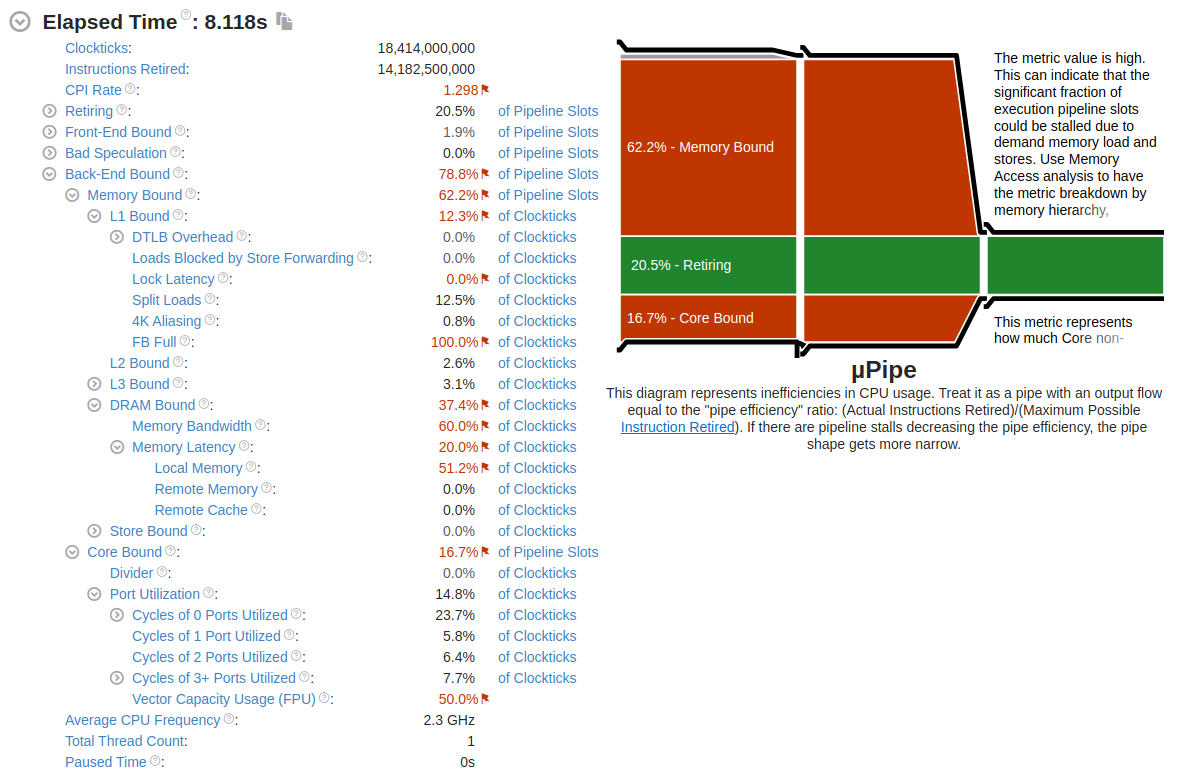 Elapsed Time ?: 8.118s
Clockticks: 18,414,000,000
Instructions Retired: 14,182,500,000
CPI Rate ?: 1.298
Retiring ?: 20.5% of Pipeline Slots
Front-End Bound ?: 1.9% of Pipeline Slots
Bad Speculation ?: 0.0% of Pipeline Slots
Back-End Bound ?: 78.8% of Pipeline Slots
Memory Bound ?: 62.2% of Pipeline Slots
L1 Bound ?: 12.3% of Clockticks
DTLB Overhead ?: 0.0% of Clockticks
Loads Blocked by Store Forwarding ?: 0.0% of Clockticks
Lock Latency ?: 0.0% of Clockticks
Split Loads ?: 12.5% of Clockticks
4K Aliasing ?: 0.8% of Clockticks
FB Full ?: 100.0% of Clockticks
L2 Bound ?: 2.6% of Clockticks
L3 Bound ?: 3.1% of Clockticks
DRAM Bound ?: 37.4% of Clockticks
Memory Bandwidth ?: 60.0% of Clockticks
Memory Latency ?: 20.0% of Clockticks
Local Memory ?: 51.2% of Clockticks
Remote Memory ?: 0.0% of Clockticks
Remote Cache ?: 0.0% of Clockticks
Store Bound ?: 0.0% of Clockticks
Core Bound ?: 16.7% of Pipeline Slots
Divider ?: 0.0% of Clockticks
Port Utilization ?: 14.8% of Clockticks
Cycles of 0 Ports Utilized ?: 23.7% of Clockticks
Cycles of 1 Port Utilized ?: 5.8% of Clockticks
Cycles of 2 Ports Utilized ?: 6.4% of Clockticks
Cycles of 3+ Ports Utilized ?: 7.7% of Clockticks
Vector Capacity Usage (FPU) ?: 50.0%
Average CPU Frequency ?: 2.3 GHz
Total Thread Count: 1
Paused Time ?: 0s
62.2% - Memory Bound
20.5% - Retiring
16.7% - Core Bound
The metric value is high.
This can indicate that the
significant fraction of
execution pipeline slots
could be stalled due to
demand memory load and
stores. Use Memory
Access analysis to have
the metric breakdown by
memory hierarchy,
This metric represents
how much Core non-
µPipe
This diagram represents inefficiencies in CPU usage. Treat it as a pipe with an output flow
equal to the "pipe efficiency" ratio: (Actual Instructions Retired)/(Maximum Possible
Instruction Retired). If there are pipeline stalls decreasing the pipe efficiency, the pipe
shape gets more narrow.